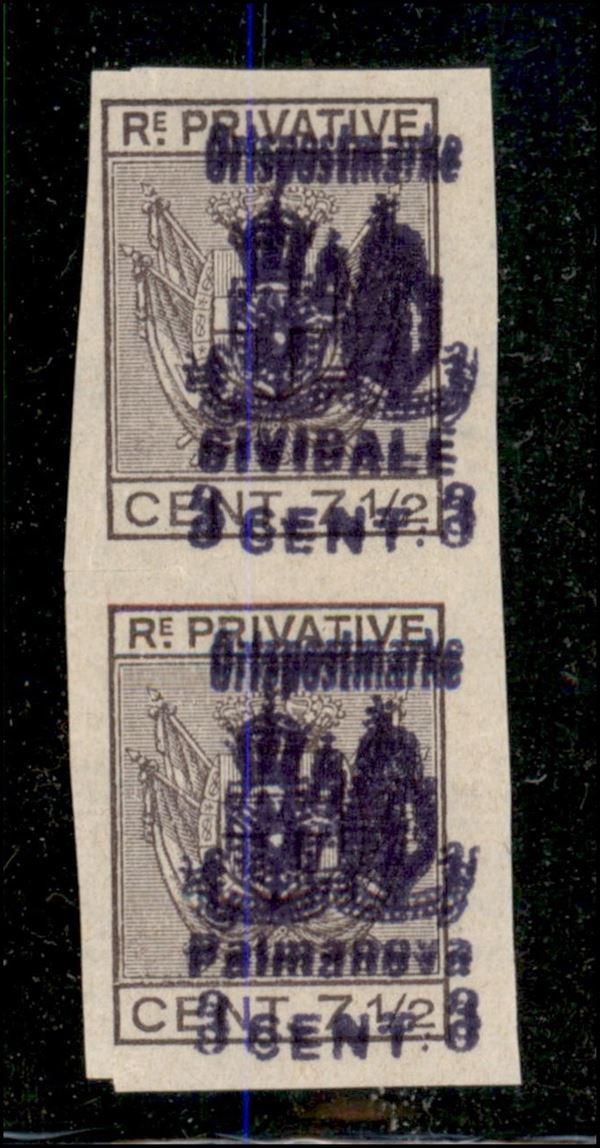 RE. PRIVATIVE
Ortspostmarke
CIVIDALE
CENT. 7 1/2
3 CENT. 3
RE. PRIVATIVE
Ortspostmarke
Palmanova
CENT. 7 1/2
3 CENT. 3